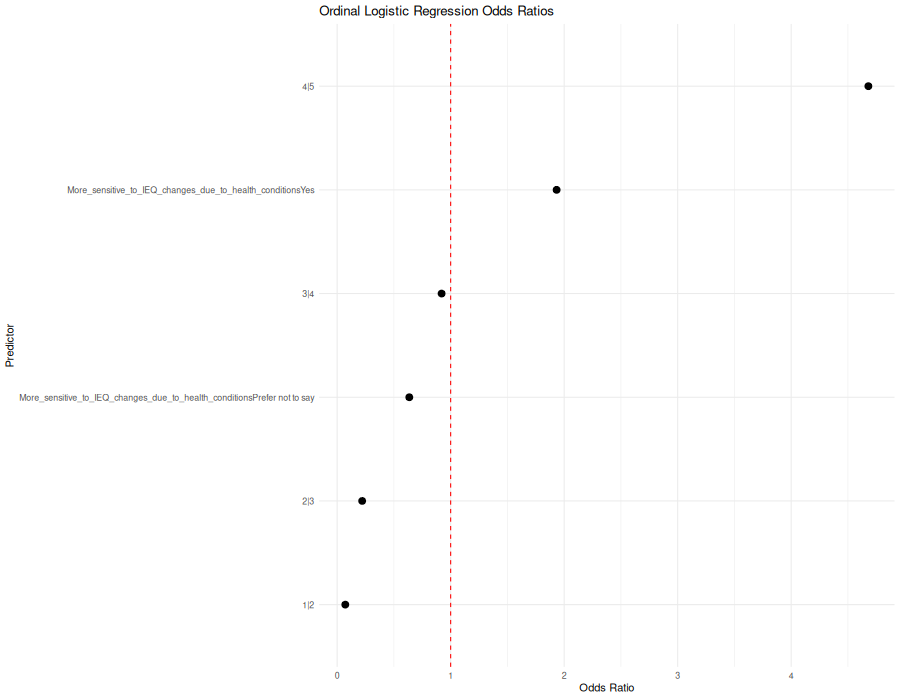 Ordinal Logistic Regression Odds Ratios
Predictor
4|5
More_sensitive_to_IEQ_changes_due_to_health_conditionsYes
3|4
More_sensitive_to_IEQ_changes_due_to_health_conditionsPrefer not to say
2|3
1|2
0 1 2 3 4
Odds Ratio